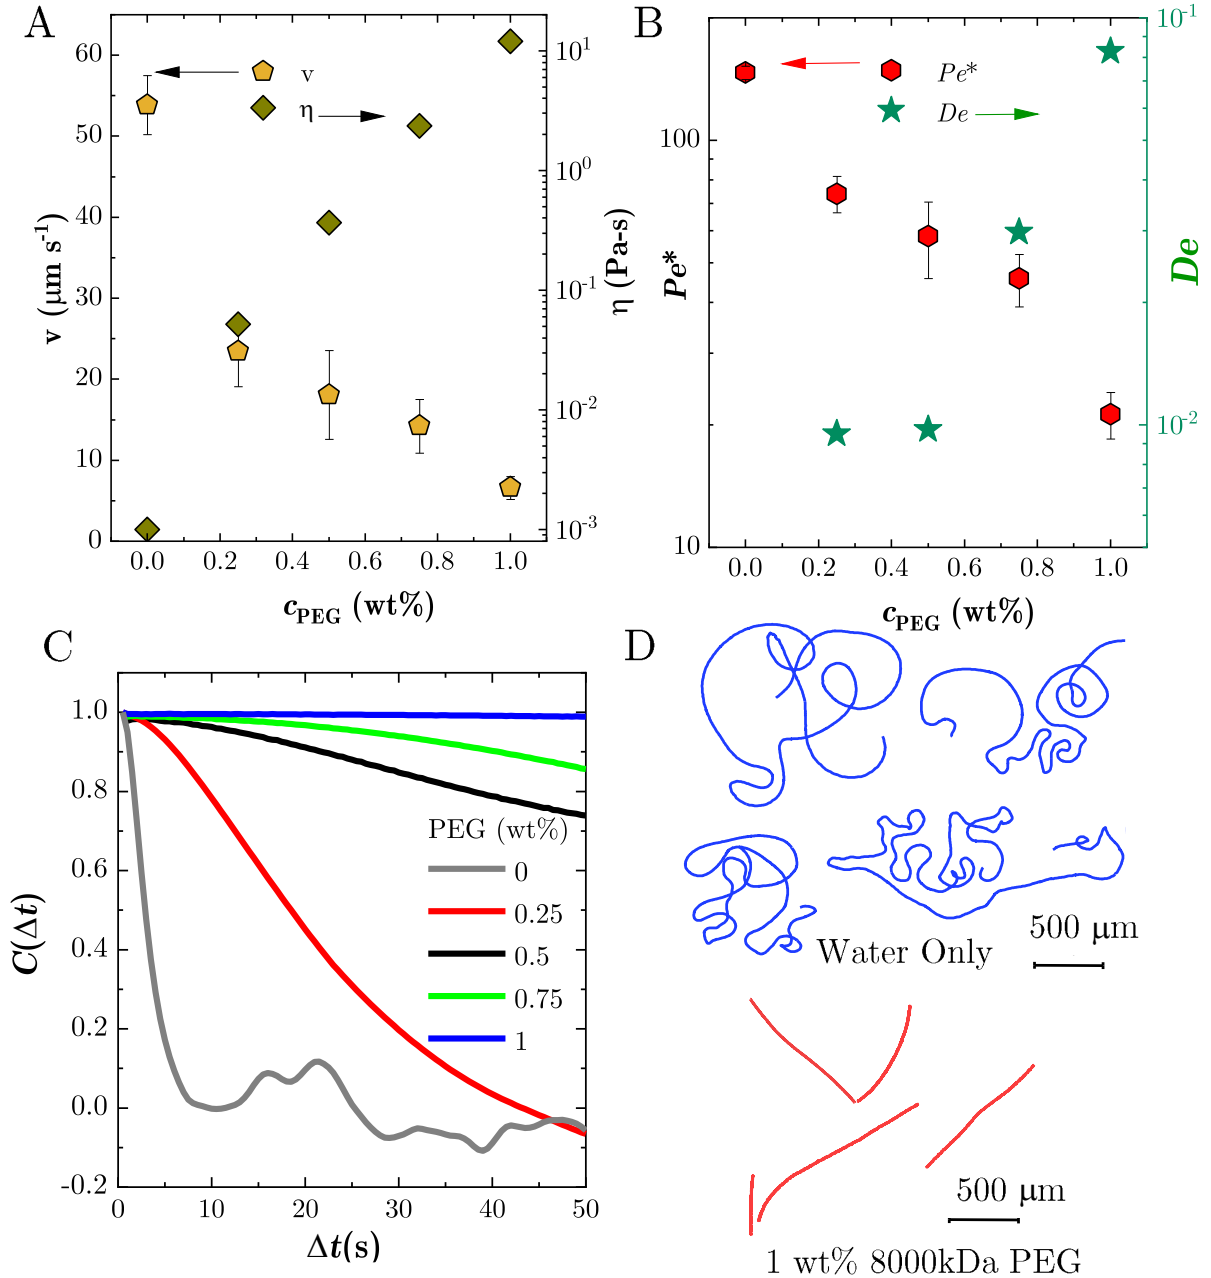 A
60
50
40
30
20
10
0
v (μm s-1)
v
η
10^1
10^0
10^-1
10^-2
10^-3
η (Pa-s)
0.0 0.2 0.4 0.6 0.8 1.0
cPEG (wt%)
B
100
10
Pe*
Pe*
De
10^-1
10^-2
De
0.0 0.2 0.4 0.6 0.8 1.0
cPEG (wt%)
C
1.0
0.8
0.6
0.4
0.2
0.0
-0.2
C(Δt)
PEG (wt%)
0
0.25
0.5
0.75
1
0 10 20 30 40 50
Δt(s)
D
500 μm
Water Only
500 μm
1 wt% 8000kDa PEG